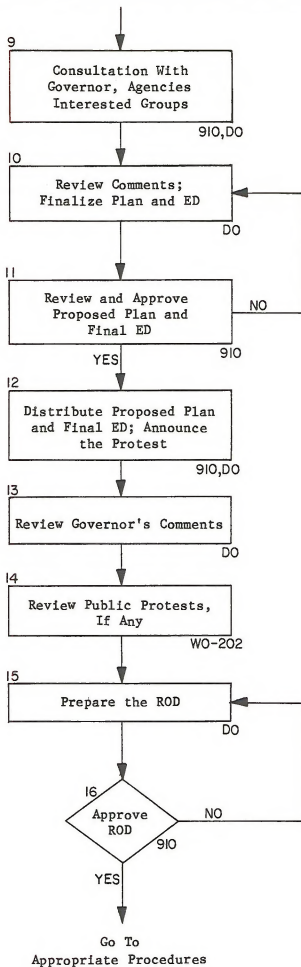 9
Consultation With
Governor, Agencies
Interested Groups
910,DO
10
Review Comments;
Finalize Plan and ED
DO
11
Review and Approve
Proposed Plan and
Final ED
NO
910
YES
12
Distribute Proposed Plan
and Final ED; Announce
the Protest
910,DO
13
Review Governor's Comments
DO
14
Review Public Protests,
If Any
WO-202
15
Prepare the ROD
DO
16
Approve
ROD
NO
910
YES
Go To
Appropriate Procedures